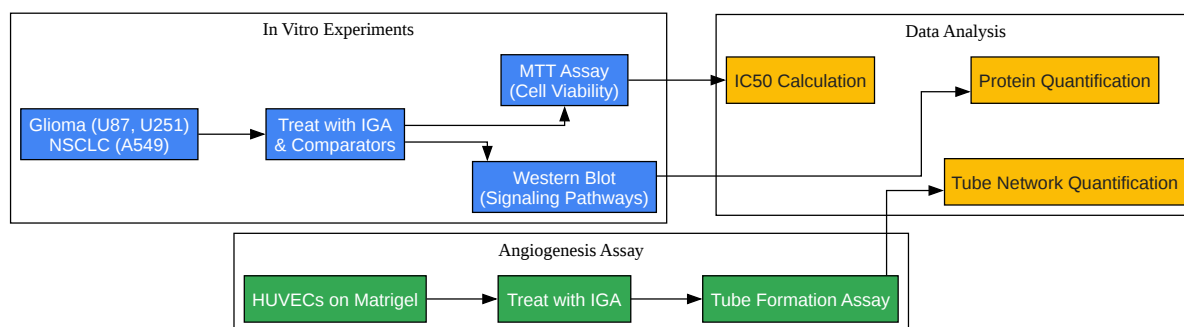 In Vitro Experiments
Glioma (U87, U251)
NSCLC (A549)
Treat with IGA
& Comparators
MTT Assay
(Cell Viability)
Western Blot
(Signaling Pathways)
Data Analysis
IC50 Calculation
Protein Quantification
Tube Network Quantification
Angiogenesis Assay
HUVECs on Matrigel
Treat with IGA
Tube Formation Assay